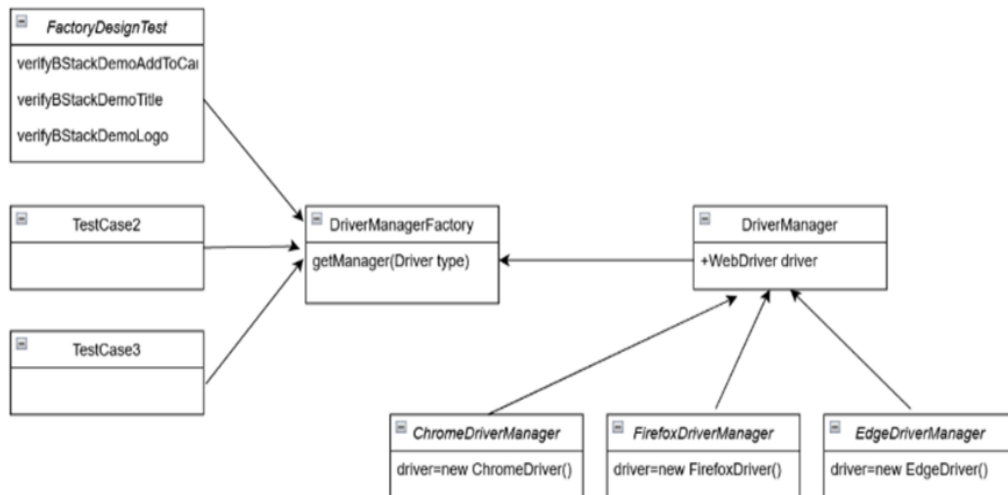 FactoryDesignTest
verifyBStackDemoAddToCar
verifyBStackDemoTitle
verifyBStackDemoLogo
TestCase2
TestCase3
DriverManagerFactory
getManager(Driver type)
DriverManager
+WebDriver driver
ChromeDriverManager
driver=new ChromeDriver()
FirefoxDriverManager
driver=new FirefoxDriver()
EdgeDriverManager
driver=new EdgeDriver()